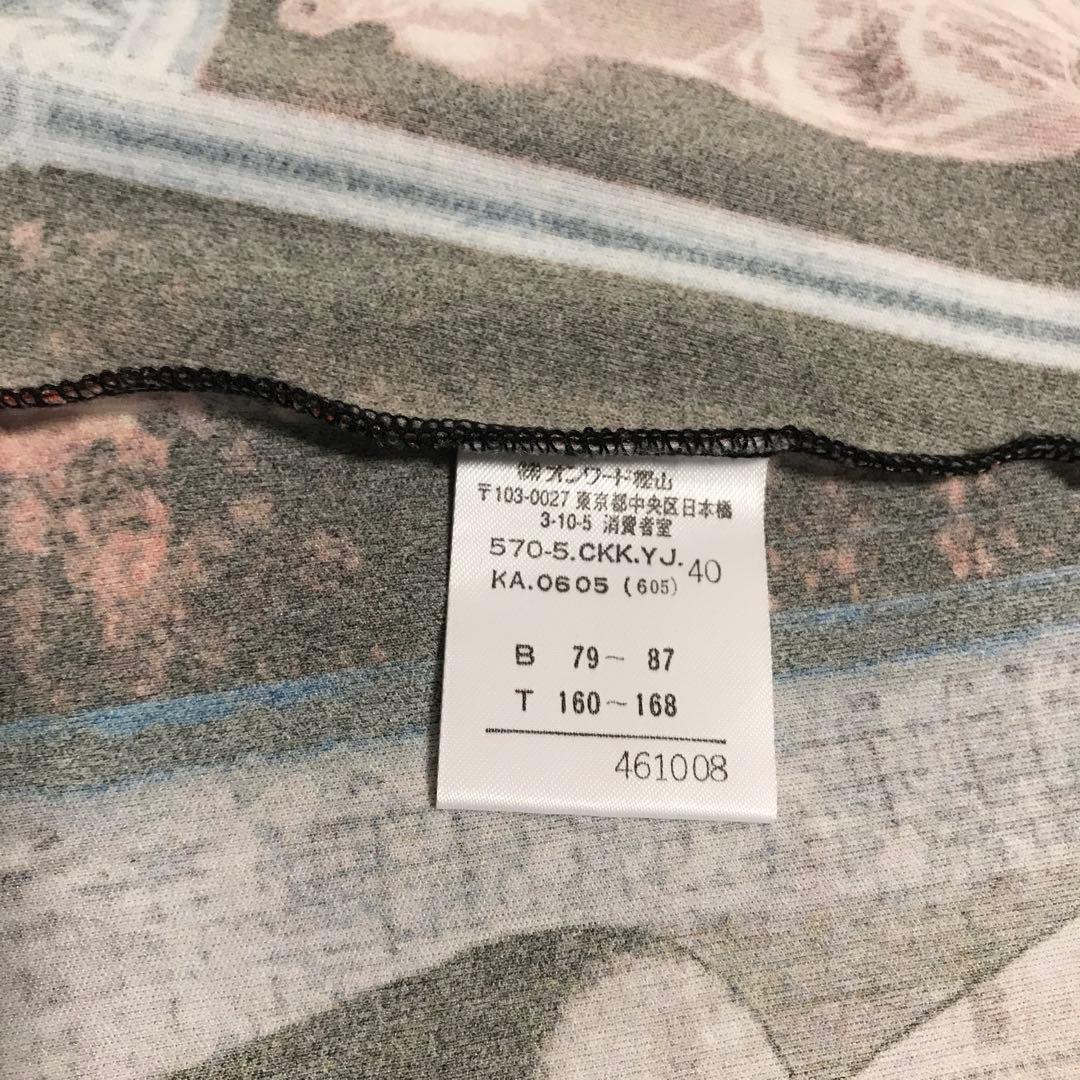 ㈱オンワード樫山
〒103-0027 東京都中央区日本橋
3-10-5 消費者室
570-5.CKK.YJ. 40
KA.0605 (605)
B 79～ 87
T 160～168
461008